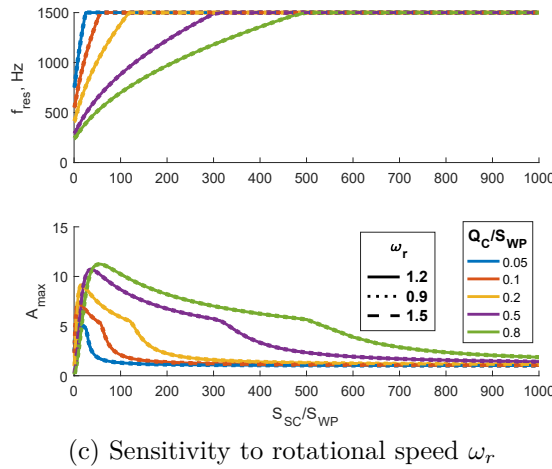 1500
1000
500
0
f_res, Hz
0 100 200 300 400 500 600 700 800 900 1000
15
10
5
0
A_max
ω_r
1.2
0.9
1.5
Q_C/S_WP
0.05
0.1
0.2
0.5
0.8
0 100 200 300 400 500 600 700 800 900 1000
S_SC/S_WP
(c) Sensitivity to rotational speed ω_r